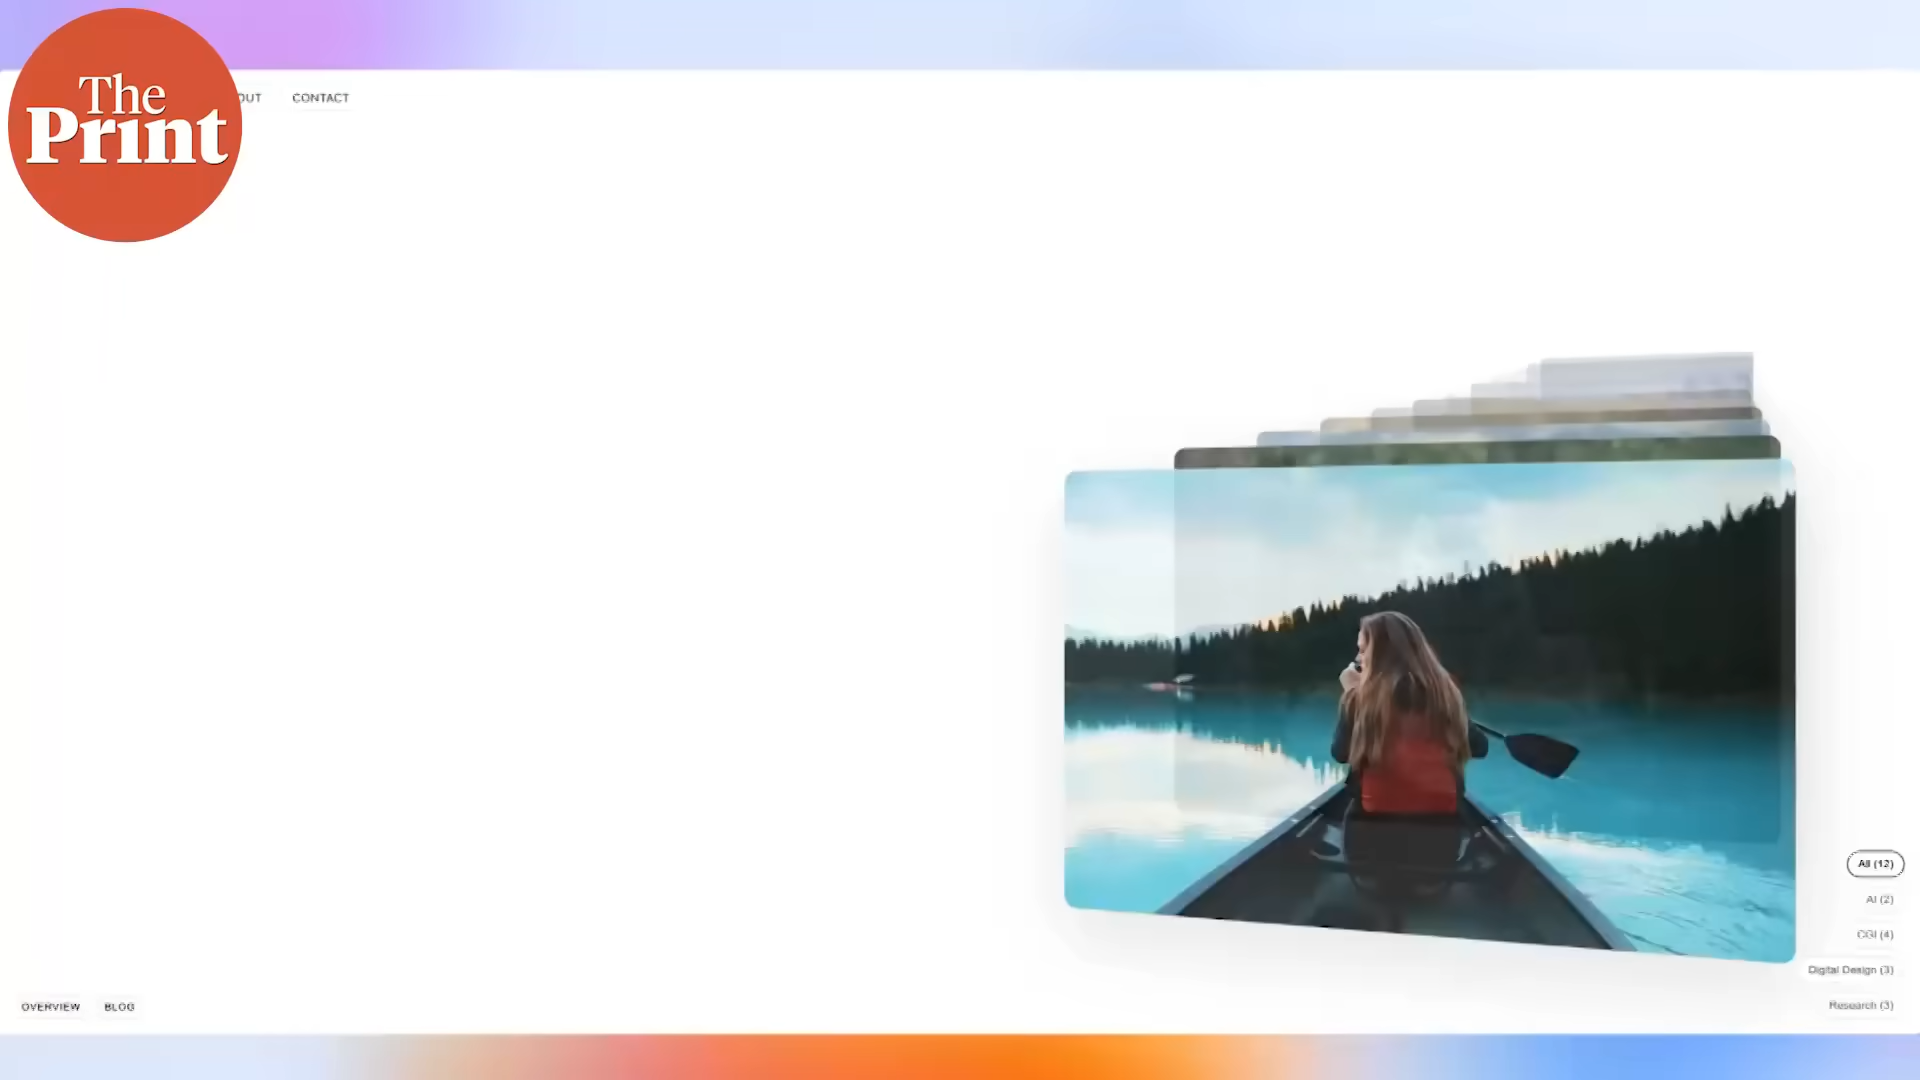 The
Print
OUT
CONTACT
All (12)
AI (2)
CGI (4)
Digital Design (3)
Research (3)
OVERVIEW
BLOG